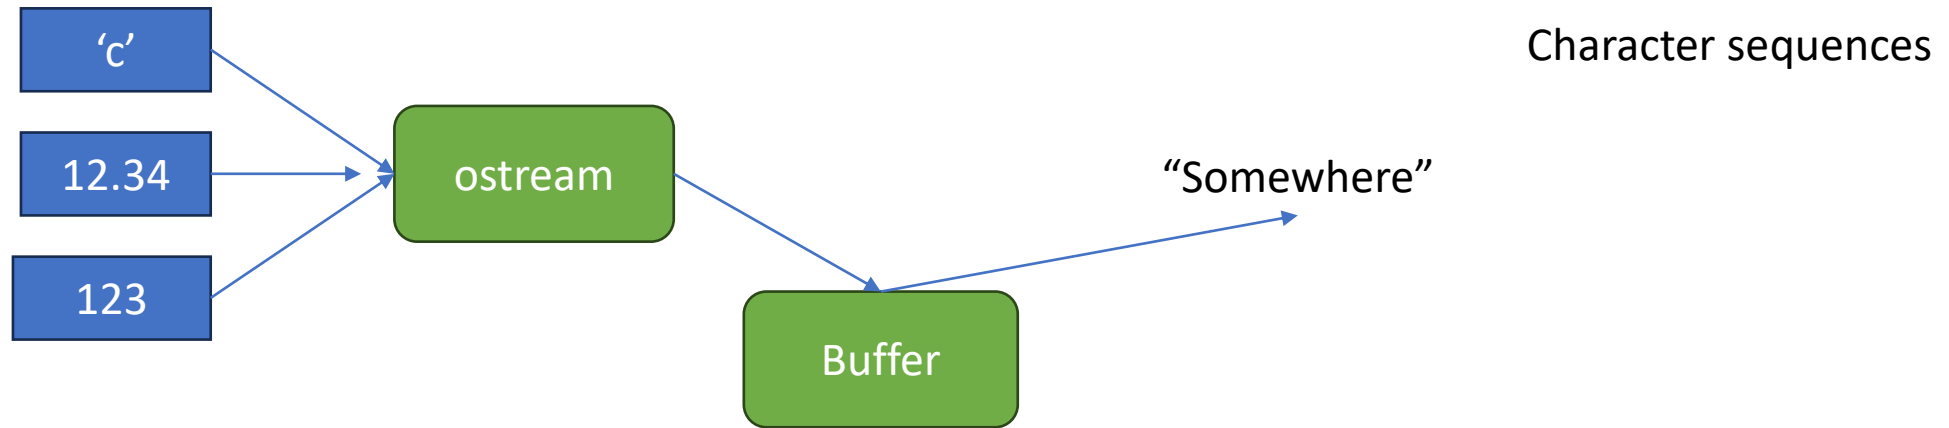 ‘c’
Character sequences
12.34
ostream
“Somewhere”
123
Buffer